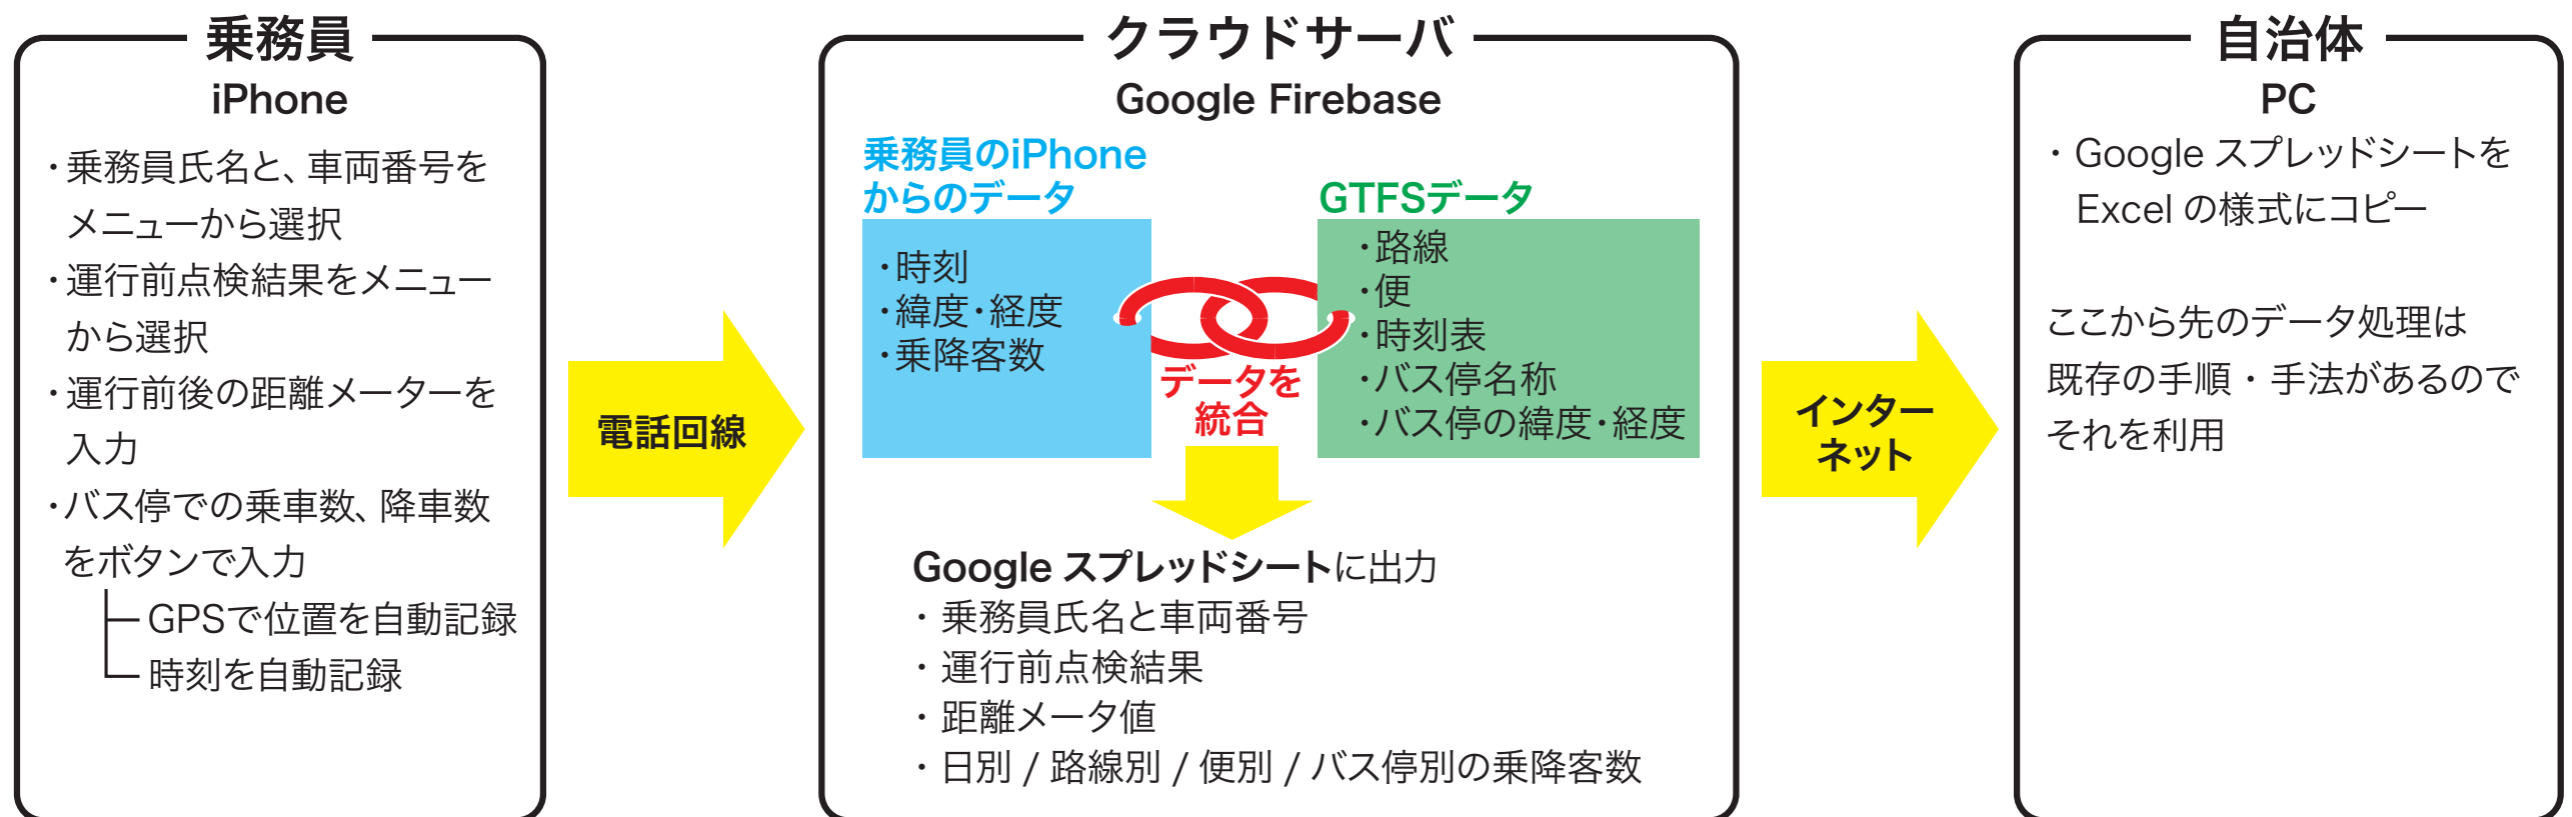 乗務員
iPhone
・乗務員氏名と、車両番号を
メニューから選択
・運行前点検結果をメニュー
から選択
・運行前後の距離メーターを
入力
・バス停での乗車数、降車数
をボタンで入力
GPSで位置を自動記録
時刻を自動記録
電話回線
クラウドサーバ
Google Firebase
乗務員のiPhone
からのデータ
・時刻
・緯度・経度
・乗降客数
GTFSデータ
・路線
・便
・時刻表
・バス停名称
・バス停の緯度・経度
データを
統合
Google スプレッドシートに出力
・乗務員氏名と車両番号
・運行前点検結果
・距離メータ値
・日別 / 路線別 / 便別 / バス停別の乗降客数
インター
ネット
自治体
PC
・Google スプレッドシートを
Excel の様式にコピー
ここから先のデータ処理は
既存の手順・手法があるので
それを利用